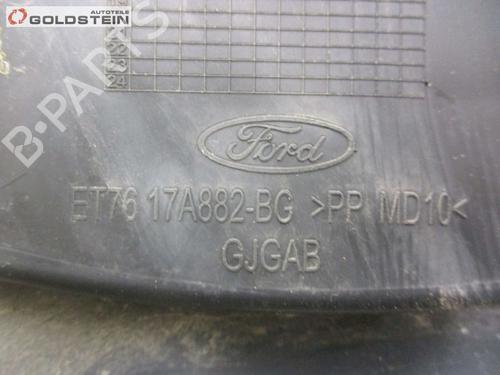 Autoteile
GOLDSTEIN
22
23
24
B-PARTS
Ford
ET76 17A882-BG >PP MD10<
GJGAB